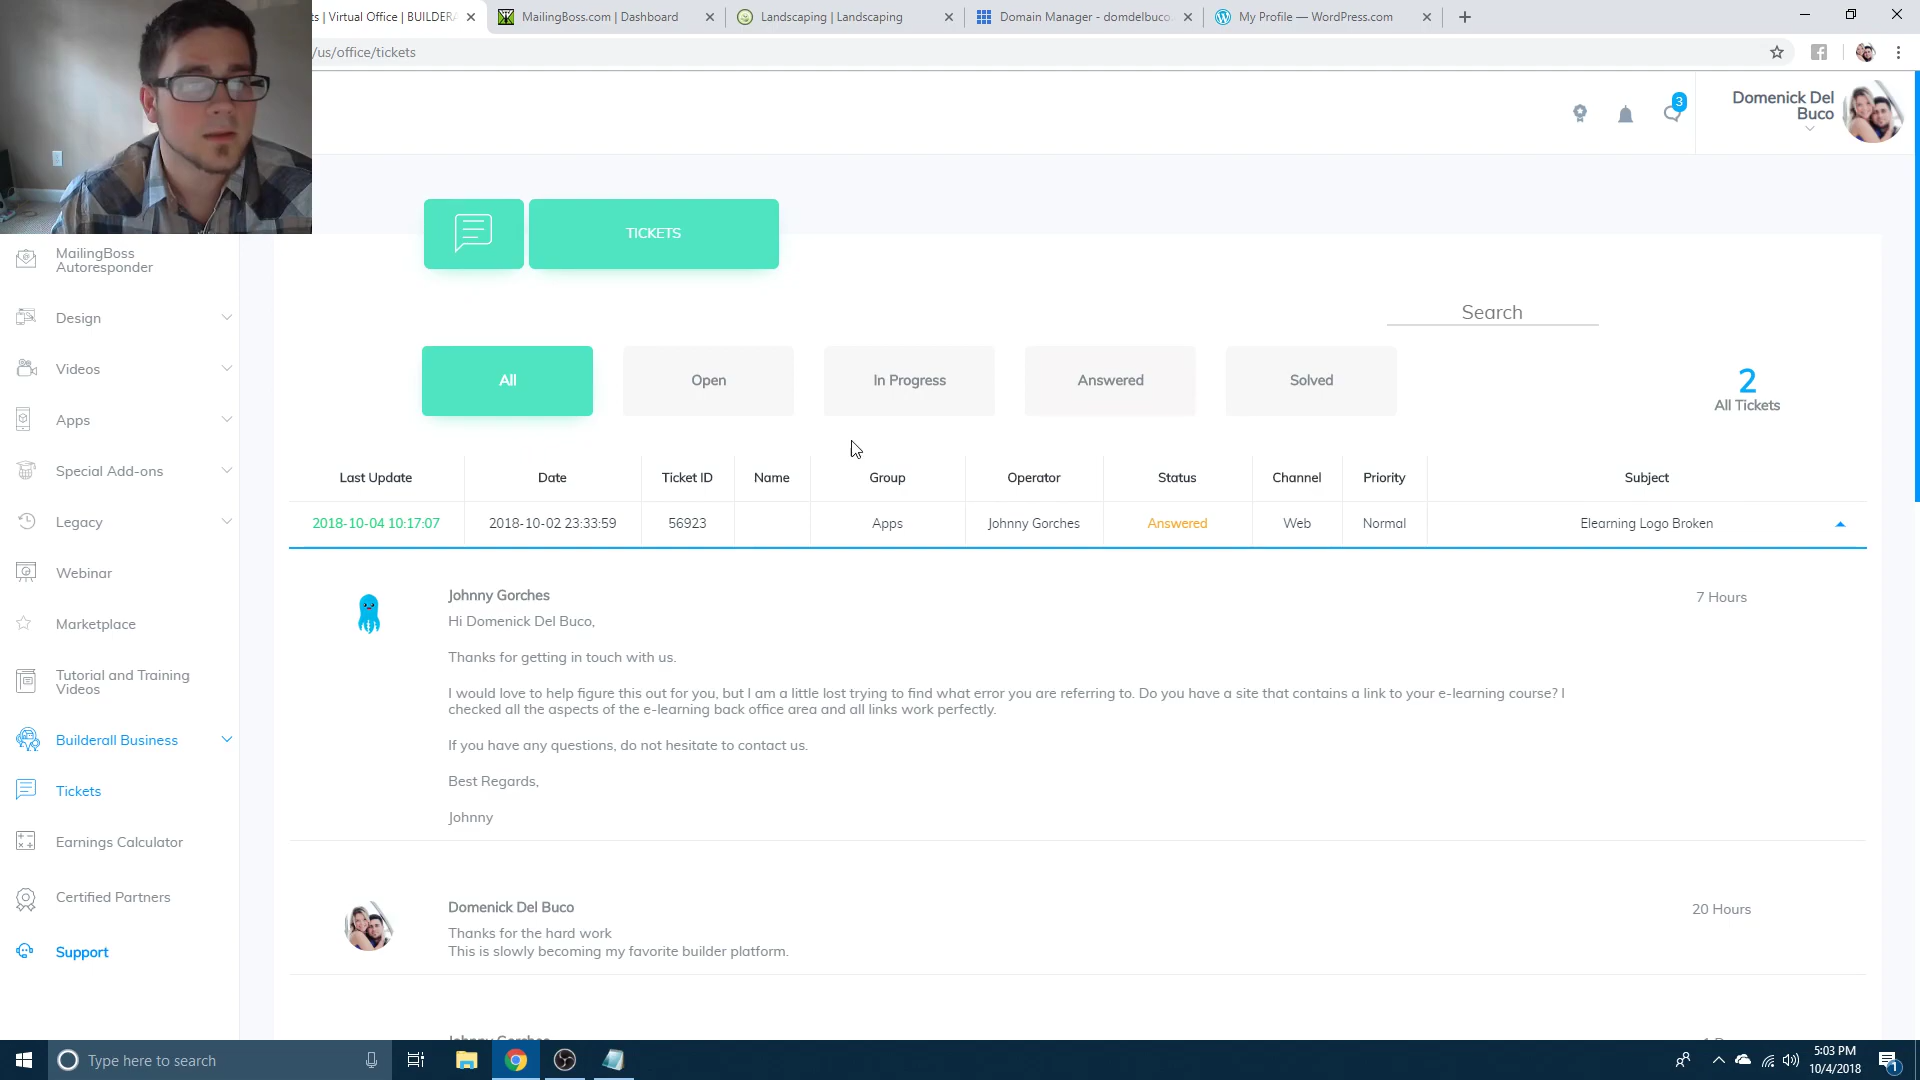 ts | Virtual Office | BUILDERA
MailingBoss.com | Dashboard
Landscaping | Landscaping
Domain Manager - domdelbuco.
My Profile — WordPress.com
/us/office/tickets
3
Domenick Del
Buco
TICKETS
Search
All
Open
In Progress
Answered
Solved
2
All Tickets
MailingBoss
Autoresponder
Design
Videos
Apps
Special Add-ons
Legacy
Webinar
Marketplace
Tutorial and Training
Videos
Builderall Business
Tickets
Earnings Calculator
Certified Partners
Support
Last Update
Date
Ticket ID
Name
Group
Operator
Status
Channel
Priority
Subject
2018-10-04 10:17:07
2018-10-02 23:33:59
56923
Apps
Johnny Gorches
Answered
Web
Normal
Elearning Logo Broken
Johnny Gorches
7 Hours
Hi Domenick Del Buco,
Thanks for getting in touch with us.
I would love to help figure this out for you, but I am a little lost trying to find what error you are referring to. Do you have a site that contains a link to your e-learning course? I
checked all the aspects of the e-learning back office area and all links work perfectly.
If you have any questions, do not hesitate to contact us.
Best Regards,
Johnny
Domenick Del Buco
20 Hours
Thanks for the hard work
This is slowly becoming my favorite builder platform.
Johnny Gorches
Type here to search
5:03 PM
10/4/2018
1